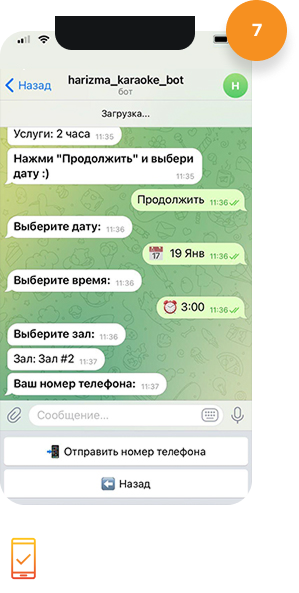 7
Назад
harizma_karaoke_bot
бот
H
Загрузка...
Услуги: 2 часа 11:35
Нажми "Продолжить" и выбери
дату :) 11:35
Продолжить 11:36
Выберите дату: 11:36
19 Янв 11:36
Выберите время: 11:36
3:00 11:36
Выберите зал: 11:36
Зал: Зал #2 11:37
Ваш номер телефона: 11:37
Сообщение...
Отправить номер телефона
Назад